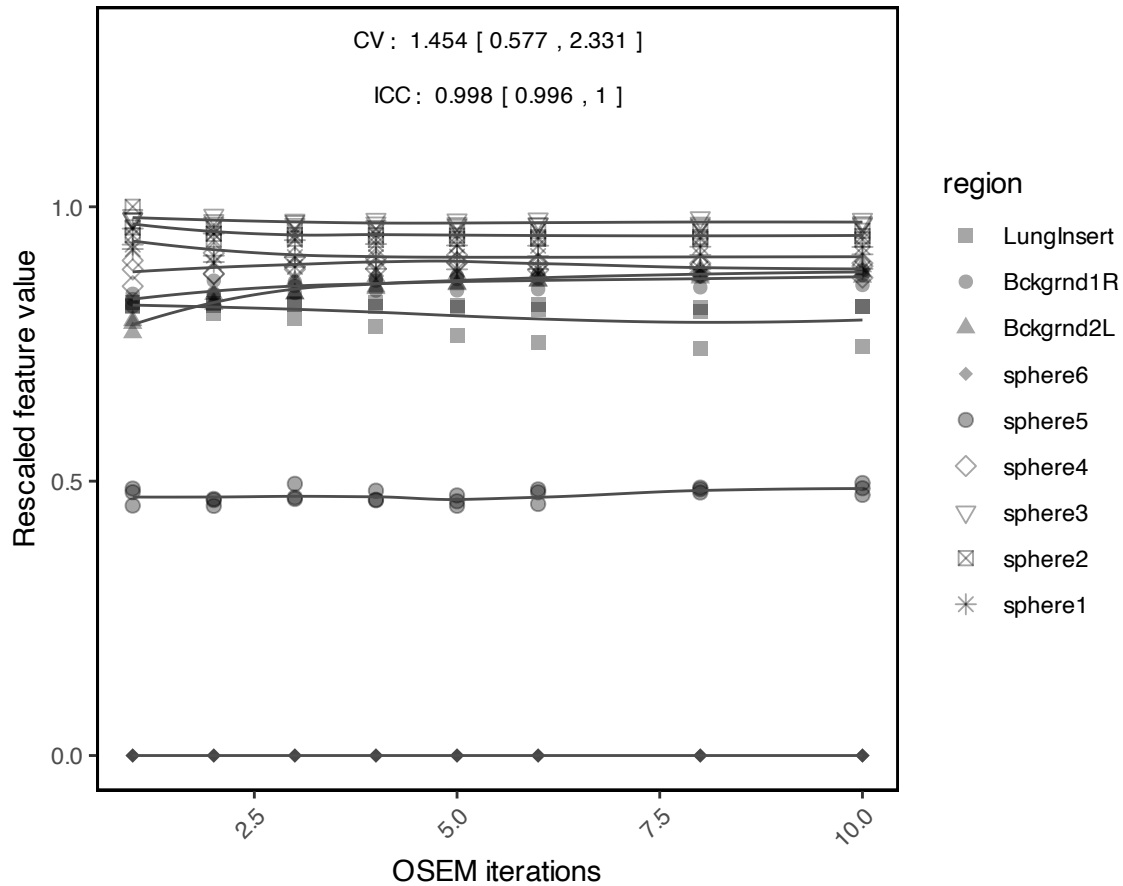 CV : 1.454 [ 0.577 , 2.331 ]
ICC : 0.998 [ 0.996 , 1 ]
Rescaled feature value
1.0
0.5
0.0
2.5
5.0
7.5
10.0
OSEM iterations
region
LungInsert
Bckgrnd1R
Bckgrnd2L
sphere6
sphere5
sphere4
sphere3
sphere2
sphere1